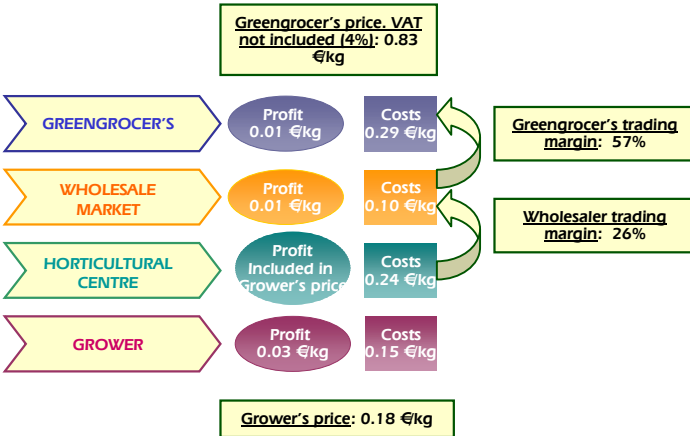 Greengrocer's price. VAT
not included (4%): 0.83
€/kg
GREENGROCER'S
Profit
0.01 €/kg
Costs
0.29 €/kg
Greengrocer's trading
margin: 57%
WHOLESALE
MARKET
Profit
0.01 €/kg
Costs
0.10 €/kg
Wholesaler trading
margin: 26%
HORTICULTURAL
CENTRE
Profit
Included in
Grower's price
Costs
0.24 €/kg
GROWER
Profit
0.03 €/kg
Costs
0.15 €/kg
Grower's price: 0.18 €/kg